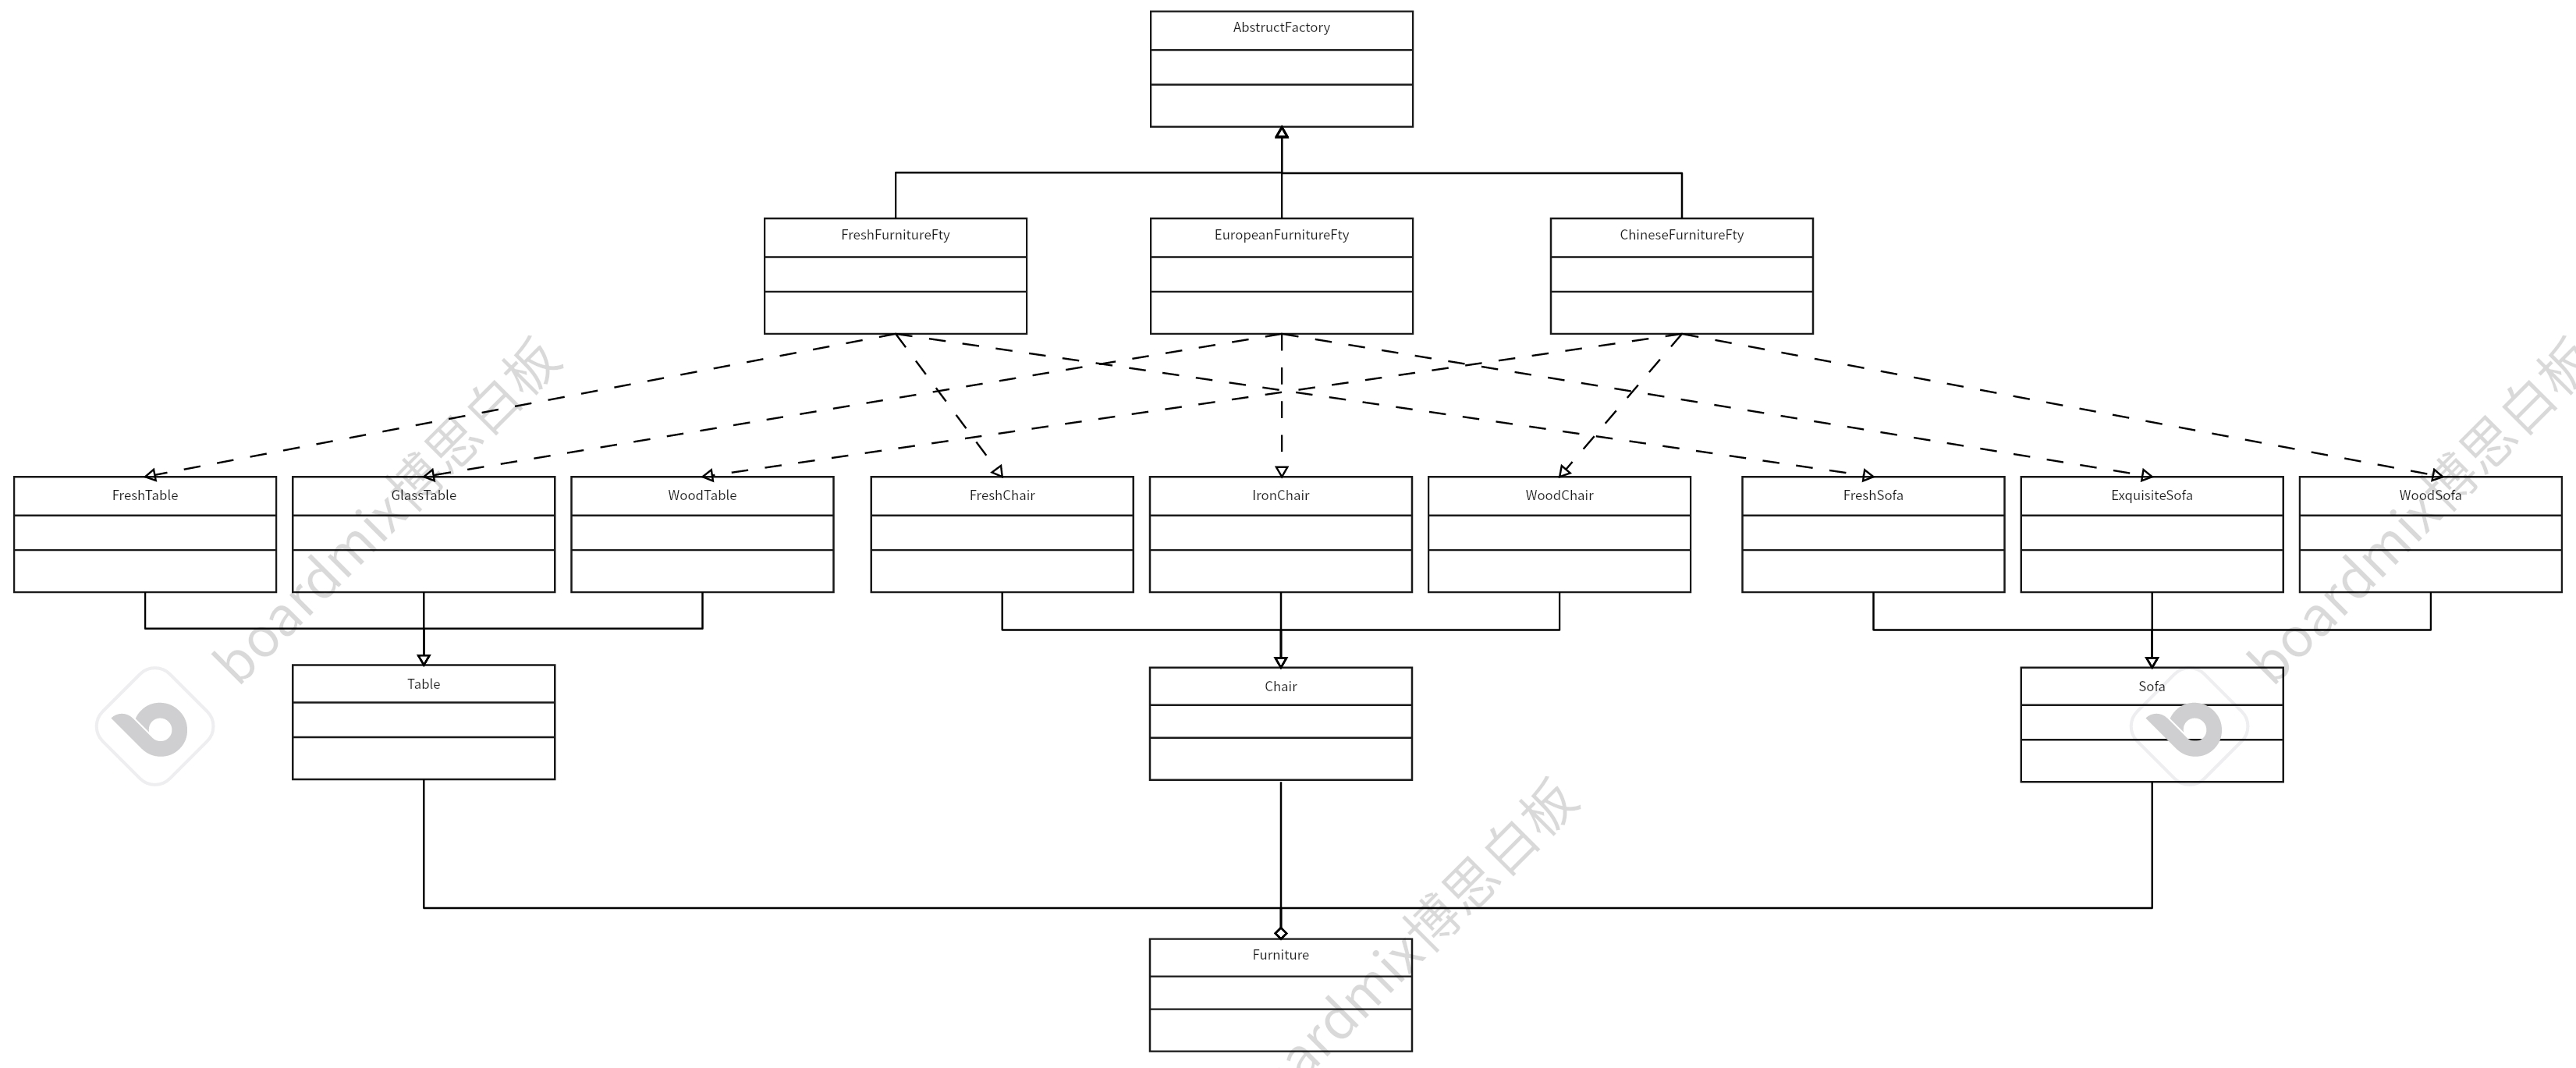 AbstructFactory
FreshFurnitureFty
EuropeanFurnitureFty
ChineseFurnitureFty
FreshTable
GlassTable
WoodTable
FreshChair
IronChair
WoodChair
FreshSofa
ExquisiteSofa
WoodSofa
Table
Chair
Sofa
Furniture
boardmix博思白板
boardmix博思白板
ardmix博思白板